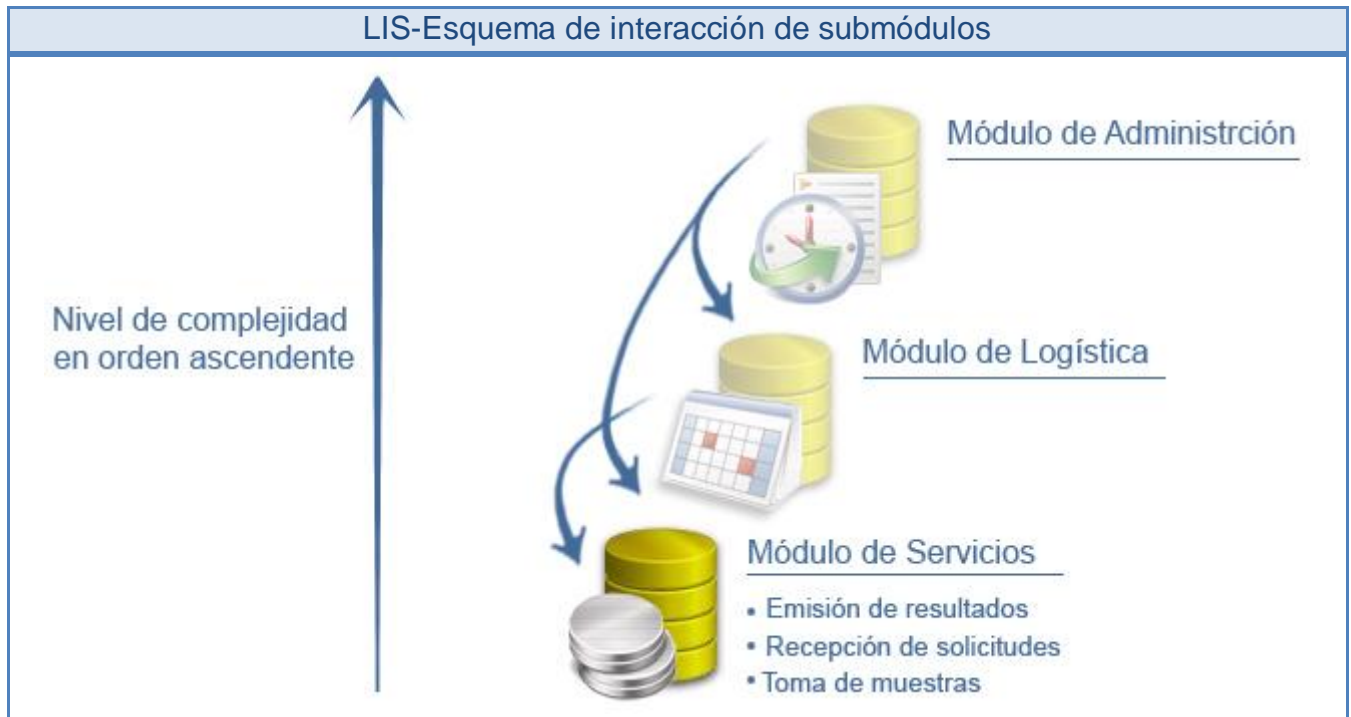 LIS-Esquema de interacción de submódulos
Módulo de Administrción
Nivel de complejidad
en orden ascendente
Módulo de Logística
Módulo de Servicios
• Emisión de resultados
• Recepción de solicitudes
• Toma de muestras